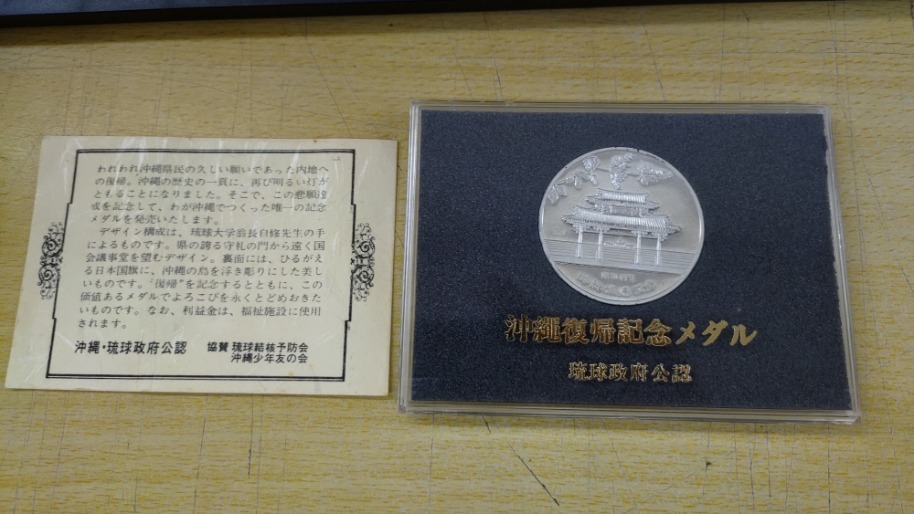 われわれ沖縄県民の久しい願いであった内地へ
の復帰。沖縄の歴史の一頁に、再び明るい灯が
ともることになりました。そこで、この悲願達
成を記念して、わが沖縄でつくった唯一の記念
メダルを発売いたします。
デザイン構成は、琉球大学翁長自修先生の手
によるものです。県の誇る守礼の門から遠く国
会議事堂を望むデザイン。裏面には、ひるがえ
る日本国旗に、沖縄の島を浮き彫りにした美し
いものです。“復帰”を記念するとともに、この
価値あるメダルでよろこびを永くとどめおきた
いものです。なお、利益金は、福祉施設に使用
されます。
沖縄・琉球政府公認
協賛 琉球結核予防会
沖縄少年友の会
沖縄復帰記念メダル
琉球政府公認